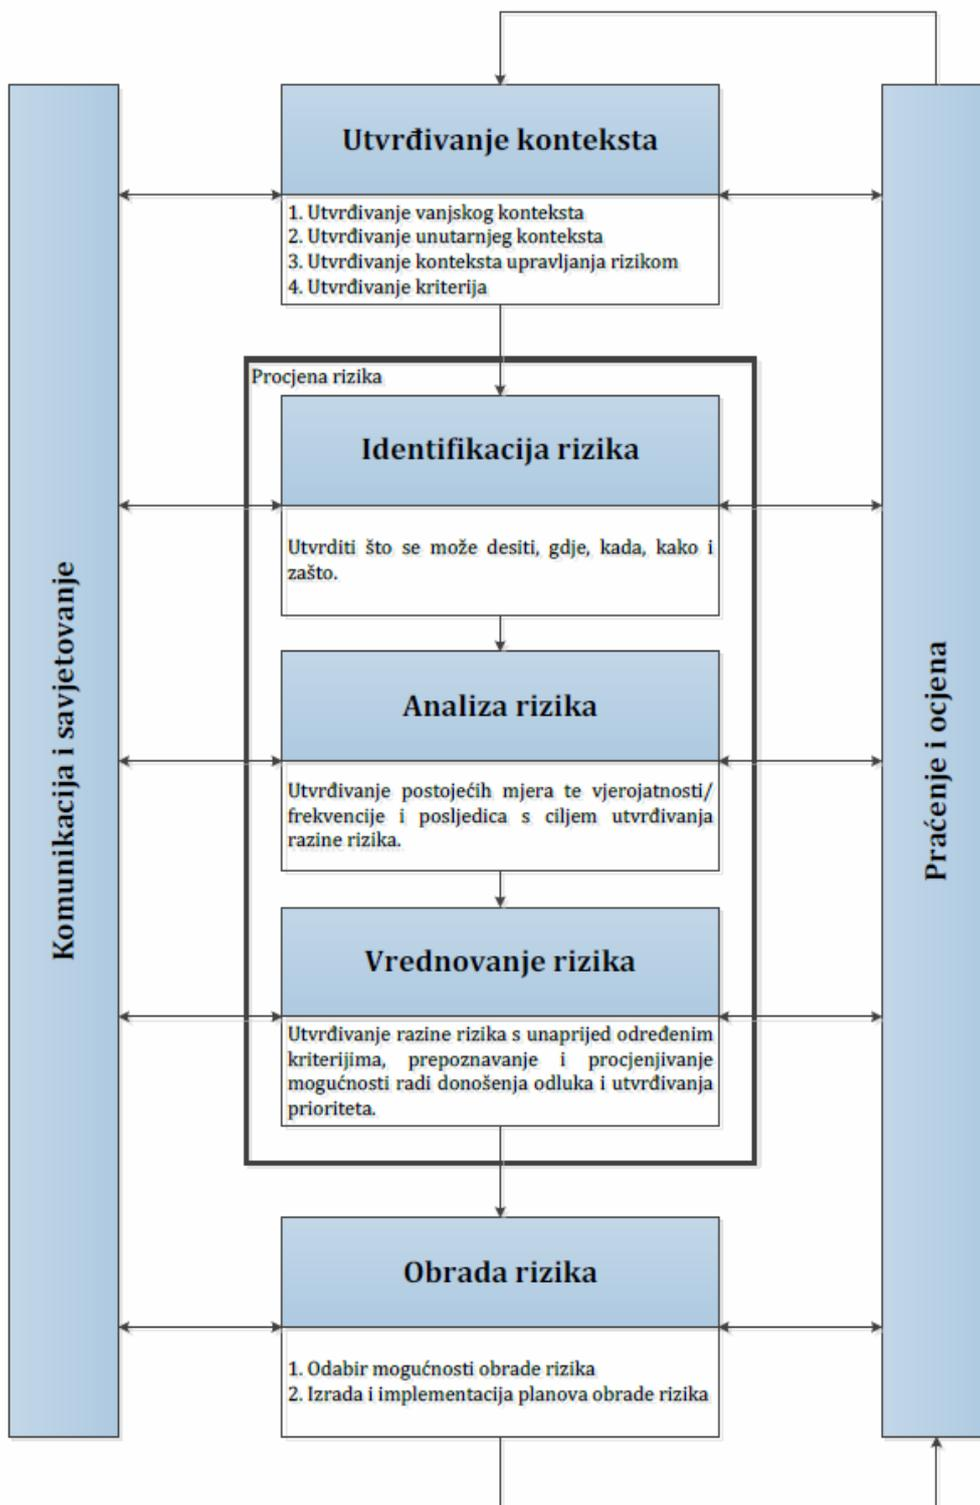 Utvrđivanje konteksta
1. Utvrđivanje vanjskog konteksta
2. Utvrđivanje unutarnjeg konteksta
3. Utvrđivanje konteksta upravljanja rizikom
4. Utvrđivanje kriterija
Procjena rizika
Identifikacija rizika
Utvrditi što se može desiti, gdje, kada, kako i
zašto.
Analiza rizika
Utvrđivanje postojećih mjera te vjerojatnosti/
frekvencije i posljedica s ciljem utvrđivanja
razine rizika.
Vrednovanje rizika
Utvrđivanje razine rizika s unaprijed određenim
kriterijima, prepoznavanje i procjenjivanje
mogućnosti radi donošenja odluka i utvrđivanja
prioriteta.
Obrada rizika
1. Odabir mogućnosti obrade rizika
2. Izrada i implementacija planova obrade rizika
Komunikacija i savjetovanje
Praćenje i ocjena